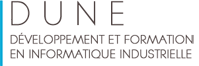 DUNE
DÉVELOPPEMENT ET FORMATION
EN INFORMATIQUE INDUSTRIELLE